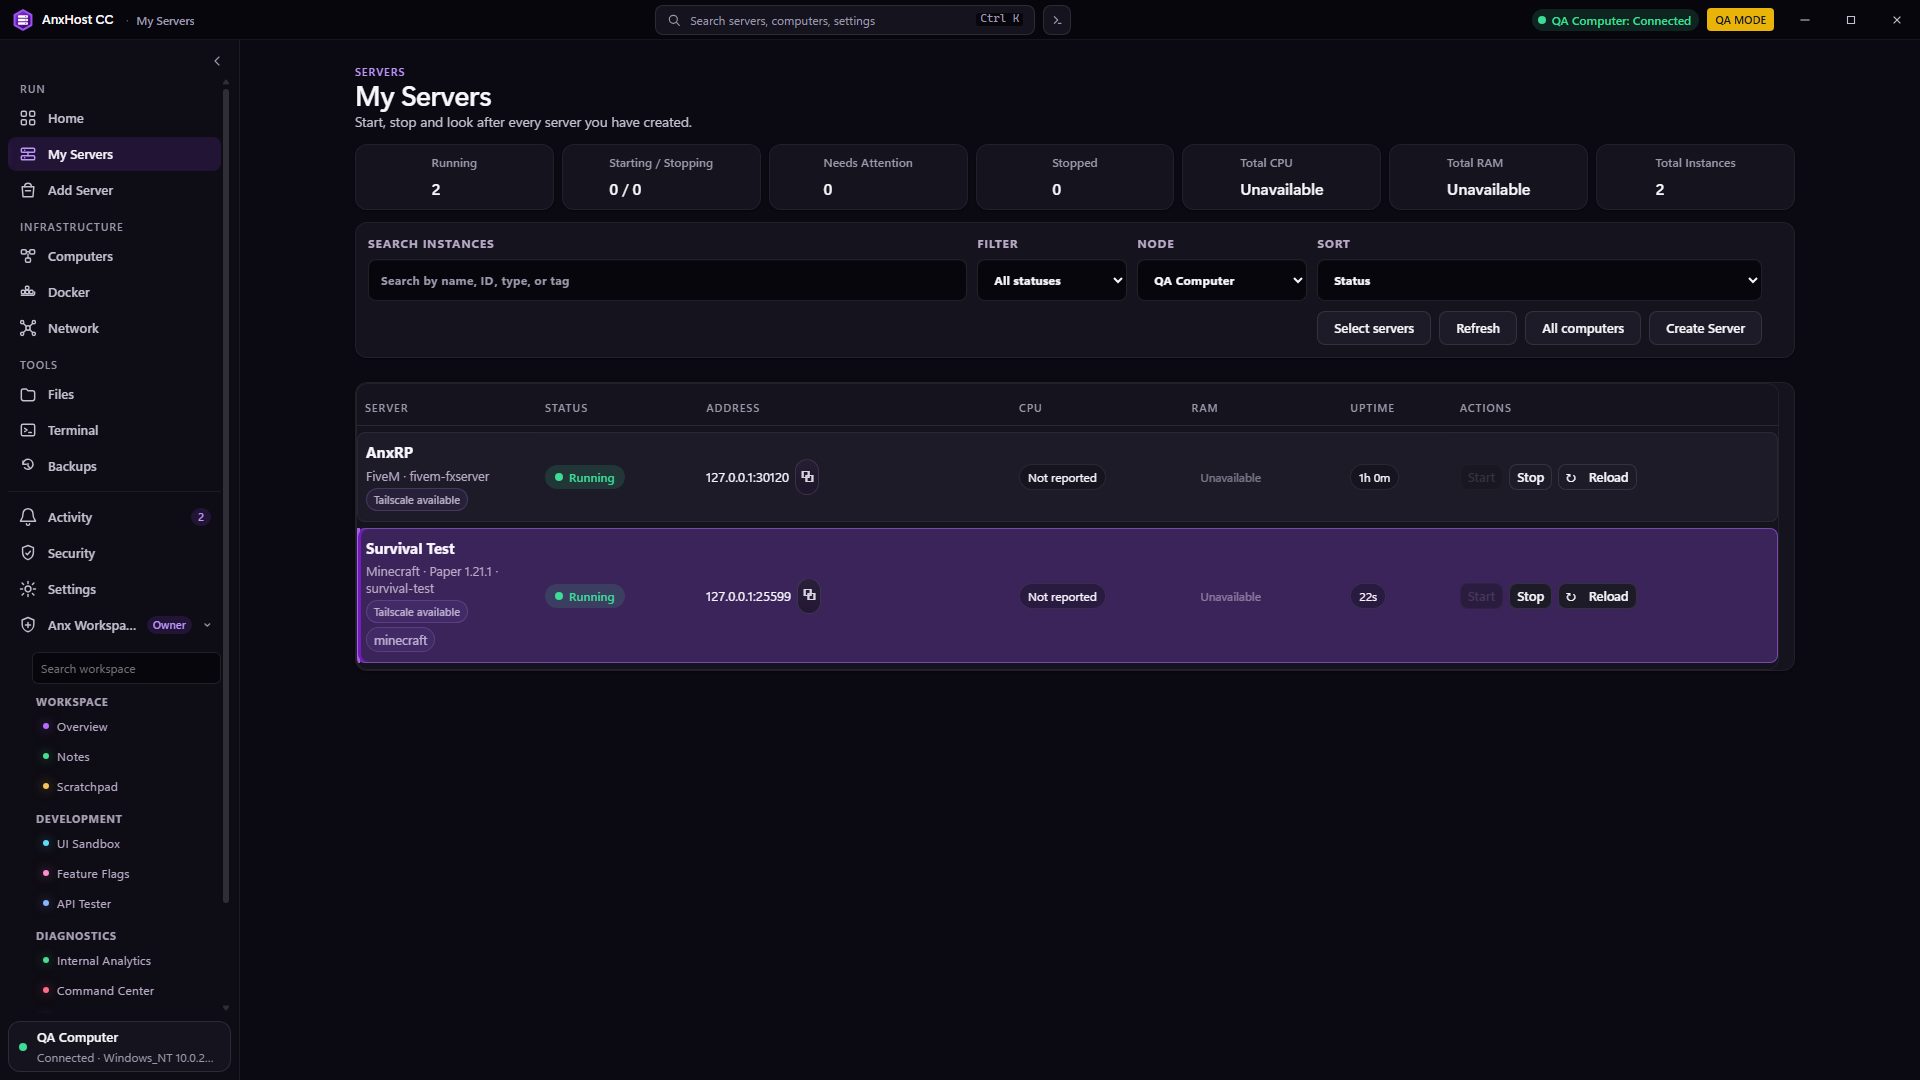 AnxHost CC · My Servers
Search servers, computers, settings Ctrl K
QA Computer: Connected
QA MODE
RUN
Home
My Servers
Add Server
INFRASTRUCTURE
Computers
Docker
Network
TOOLS
Files
Terminal
Backups
Activity 2
Security
Settings
Anx Workspa... Owner
Search workspace
WORKSPACE
Overview
Notes
Scratchpad
DEVELOPMENT
UI Sandbox
Feature Flags
API Tester
DIAGNOSTICS
Internal Analytics
Command Center
QA Computer
Connected · Windows_NT 10.0.2...
SERVERS
My Servers
Start, stop and look after every server you have created.
Running
2
Starting / Stopping
0 / 0
Needs Attention
0
Stopped
0
Total CPU
Unavailable
Total RAM
Unavailable
Total Instances
2
SEARCH INSTANCES
Search by name, ID, type, or tag
FILTER
All statuses
NODE
QA Computer
SORT
Status
Select servers
Refresh
All computers
Create Server
SERVER STATUS ADDRESS CPU RAM UPTIME ACTIONS
AnxRP
FiveM · fivem-fxserver
Tailscale available
Running 127.0.0.1:30120 Not reported Unavailable 1h 0m Start Stop Reload
Survival Test
Minecraft · Paper 1.21.1 ·
survival-test
Tailscale available
minecraft
Running 127.0.0.1:25599 Not reported Unavailable 22s Start Stop Reload